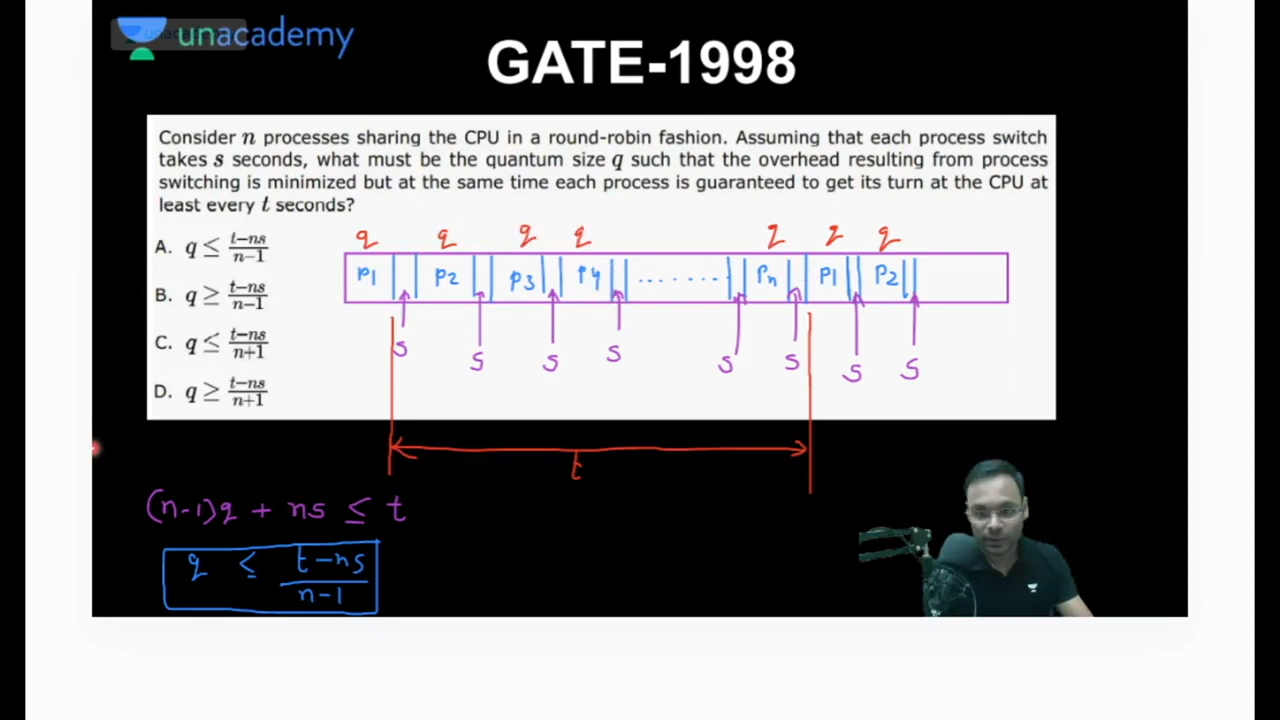 unacademy
GATE-1998
Consider n processes sharing the CPU in a round-robin fashion. Assuming that each process switch
takes s seconds, what must be the quantum size q such that the overhead resulting from process
switching is minimized but at the same time each process is guaranteed to get its turn at the CPU at
least every t seconds?
A. q ≤ (t−ns)/(n−1)
B. q ≥ (t−ns)/(n−1)
C. q ≤ (t−ns)/(n+1)
D. q ≥ (t−ns)/(n+1)
q q q q q q q
P1 P2 P3 P4 ........ Pn P1 P2
s s s s s s s s
t
(n-1)q + ns ≤ t
q ≤ (t-ns)/(n-1)